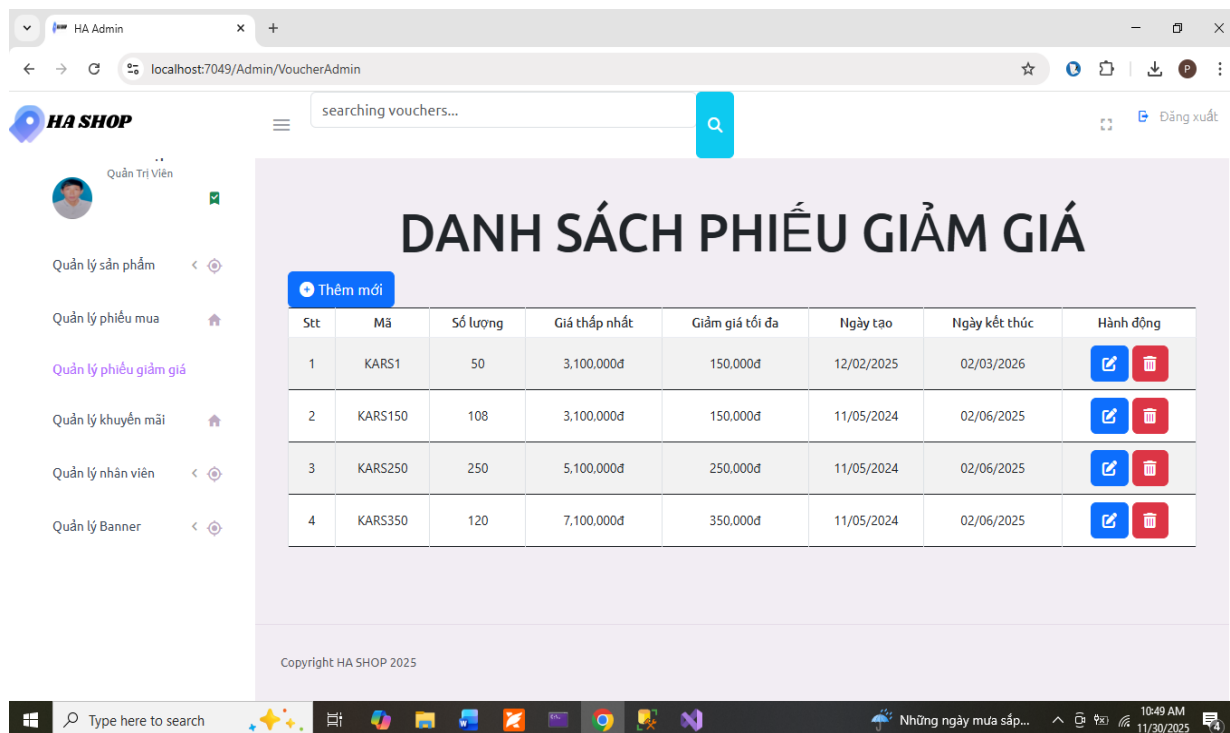 HA Admin
localhost:7049/Admin/VoucherAdmin
P
HA SHOP
searching vouchers...
Đăng xuất
Quản Trị Viên
DANH SÁCH PHIẾU GIẢM GIÁ
Quản lý sản phẩm
Thêm mới
Quản lý phiếu mua
Stt Mã Số lượng Giá thấp nhất Giảm giá tối đa Ngày tạo Ngày kết thúc Hành động
1 KARS1 50 3,100,000đ 150,000đ 12/02/2025 02/03/2026
Quản lý phiếu giảm giá
2 KARS150 108 3,100,000đ 150,000đ 11/05/2024 02/06/2025
Quản lý khuyến mãi
3 KARS250 250 5,100,000đ 250,000đ 11/05/2024 02/06/2025
Quản lý nhân viên
4 KARS350 120 7,100,000đ 350,000đ 11/05/2024 02/06/2025
Quản lý Banner
Copyright HA SHOP 2025
Type here to search
Những ngày mưa sắp...
10:49 AM
11/30/2025
4